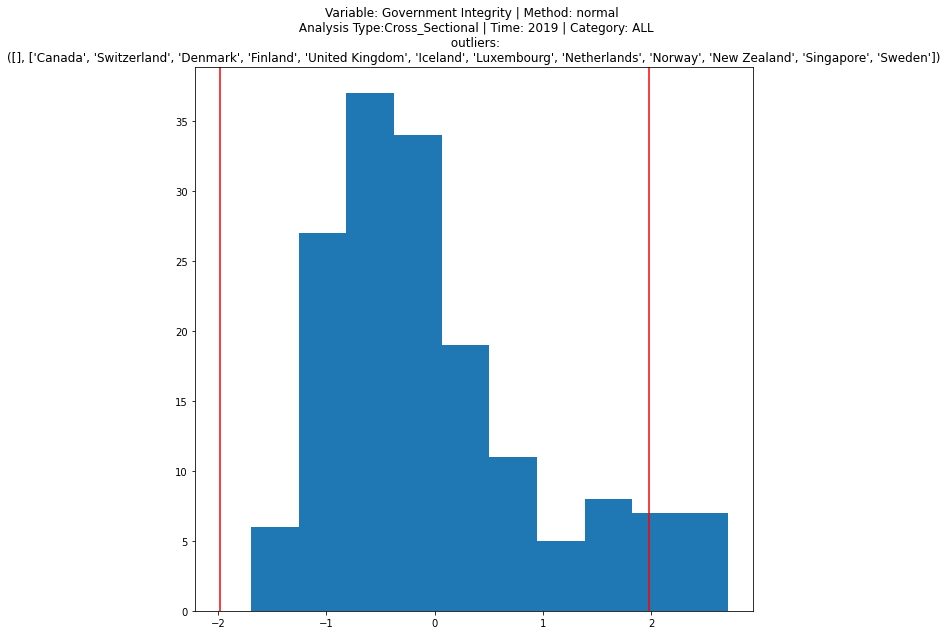 Variable: Government Integrity | Method: normal
Analysis Type:Cross_Sectional | Time: 2019 | Category: ALL
outliers:
([], ['Canada', 'Switzerland', 'Denmark', 'Finland', 'United Kingdom', 'Iceland', 'Luxembourg', 'Netherlands', 'Norway', 'New Zealand', 'Singapore', 'Sweden'])
35
30
25
20
15
10
5
0
−2 −1 0 1 2